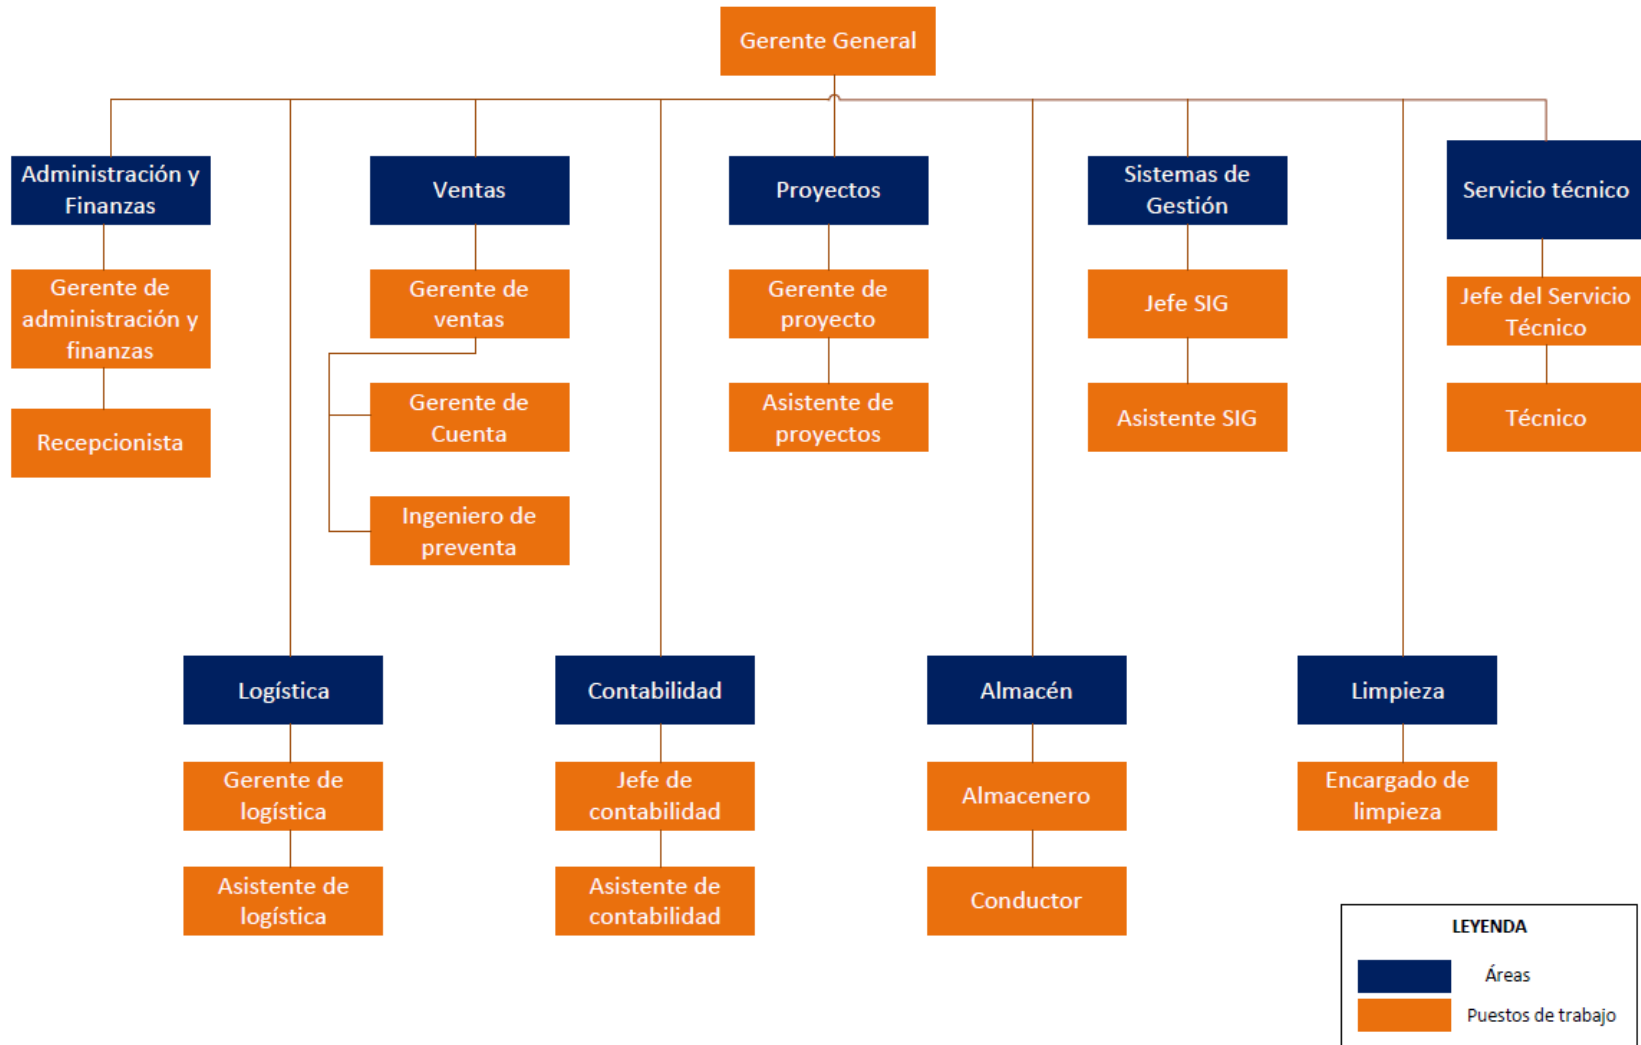 Gerente General
Administración y
Finanzas
Ventas
Proyectos
Sistemas de
Gestión
Servicio técnico
Gerente de
administración y
finanzas
Gerente de
ventas
Gerente de
proyecto
Jefe SIG
Jefe del Servicio
Técnico
Recepcionista
Gerente de
Cuenta
Asistente de
proyectos
Asistente SIG
Técnico
Ingeniero de
preventa
Logística
Contabilidad
Almacén
Limpieza
Gerente de
logística
Jefe de
contabilidad
Almacenero
Encargado de
limpieza
Asistente de
logística
Asistente de
contabilidad
Conductor
LEYENDA
Áreas
Puestos de trabajo